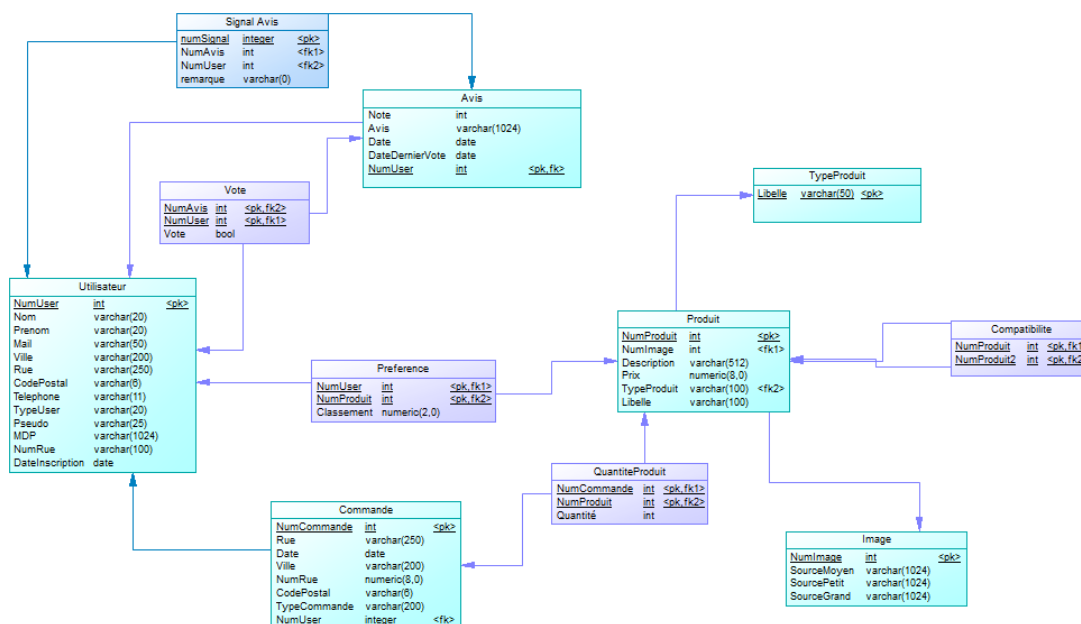 Signal Avis
numSignal integer <pk>
NumAvis int <fk1>
NumUser int <fk2>
remarque varchar(0)
Avis
Note int
Avis varchar(1024)
Date date
DateDernierVote date
NumUser int <pk,fk>
TypeProduit
Libelle varchar(50) <pk>
Vote
NumAvis int <pk,fk2>
NumUser int <pk,fk1>
Vote bool
Utilisateur
NumUser int <pk>
Nom varchar(20)
Prenom varchar(20)
Mail varchar(50)
Ville varchar(200)
Rue varchar(250)
CodePostal varchar(6)
Telephone varchar(11)
TypeUser varchar(20)
Pseudo varchar(25)
MDP varchar(1024)
NumRue varchar(100)
DateInscription date
Produit
NumProduit int <pk>
NumImage int <fk1>
Description varchar(512)
Prix numeric(8,0)
TypeProduit varchar(100) <fk2>
Libelle varchar(100)
Compatibilite
NumProduit int <pk,fk1
NumProduit2 int <pk,fk2
Preference
NumUser int <pk,fk1>
NumProduit int <pk,fk2>
Classement numeric(2,0)
QuantiteProduit
NumCommande int <pk,fk1>
NumProduit int <pk,fk2>
Quantité int
Commande
NumCommande int <pk>
Rue varchar(250)
Date date
Ville varchar(200)
NumRue numeric(8,0)
CodePostal varchar(6)
TypeCommande varchar(200)
NumUser integer <fk>
Image
NumImage int <pk>
SourceMoyen varchar(1024)
SourcePetit varchar(1024)
SourceGrand varchar(1024)